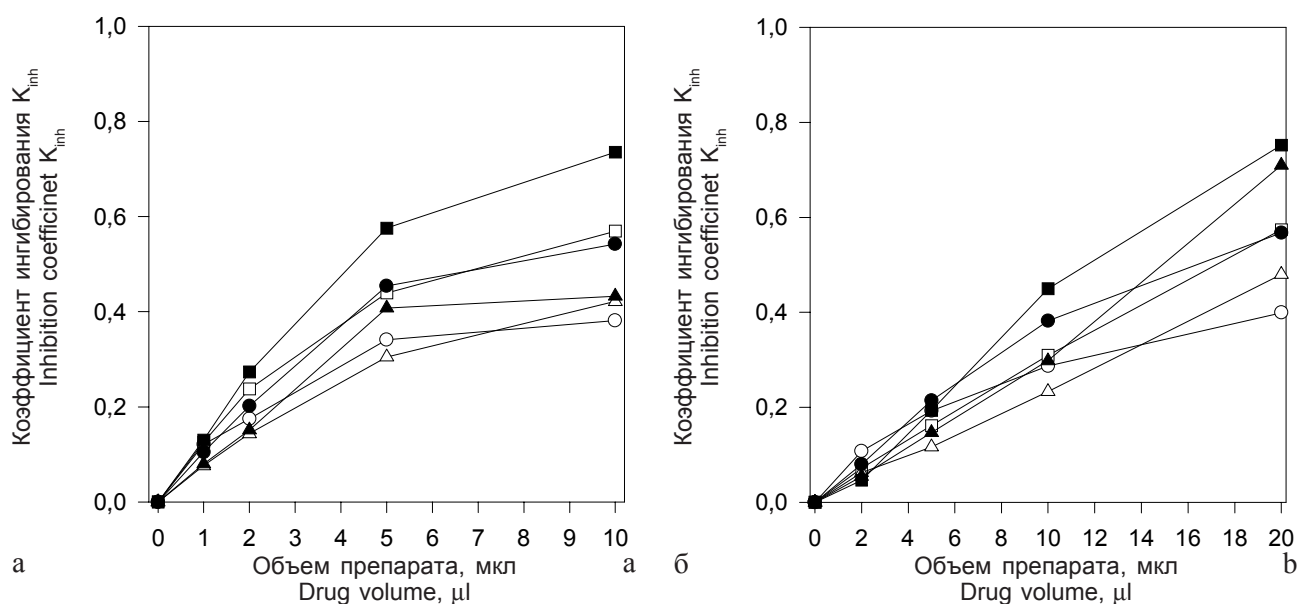 Коэффициент ингибирования K_inh
Inhibition coefficinet K_inh
1,0
0,8
0,6
0,4
0,2
0,0
0 1 2 3 4 5 6 7 8 9 10
Объем препарата, мкл
Drug volume, µl
а
a
Коэффициент ингибирования K_inh
Inhibition coefficinet K_inh
1,0
0,8
0,6
0,4
0,2
0,0
0 2 4 6 8 10 12 14 16 18 20
Объем препарата, мкл
Drug volume, µl
б
b